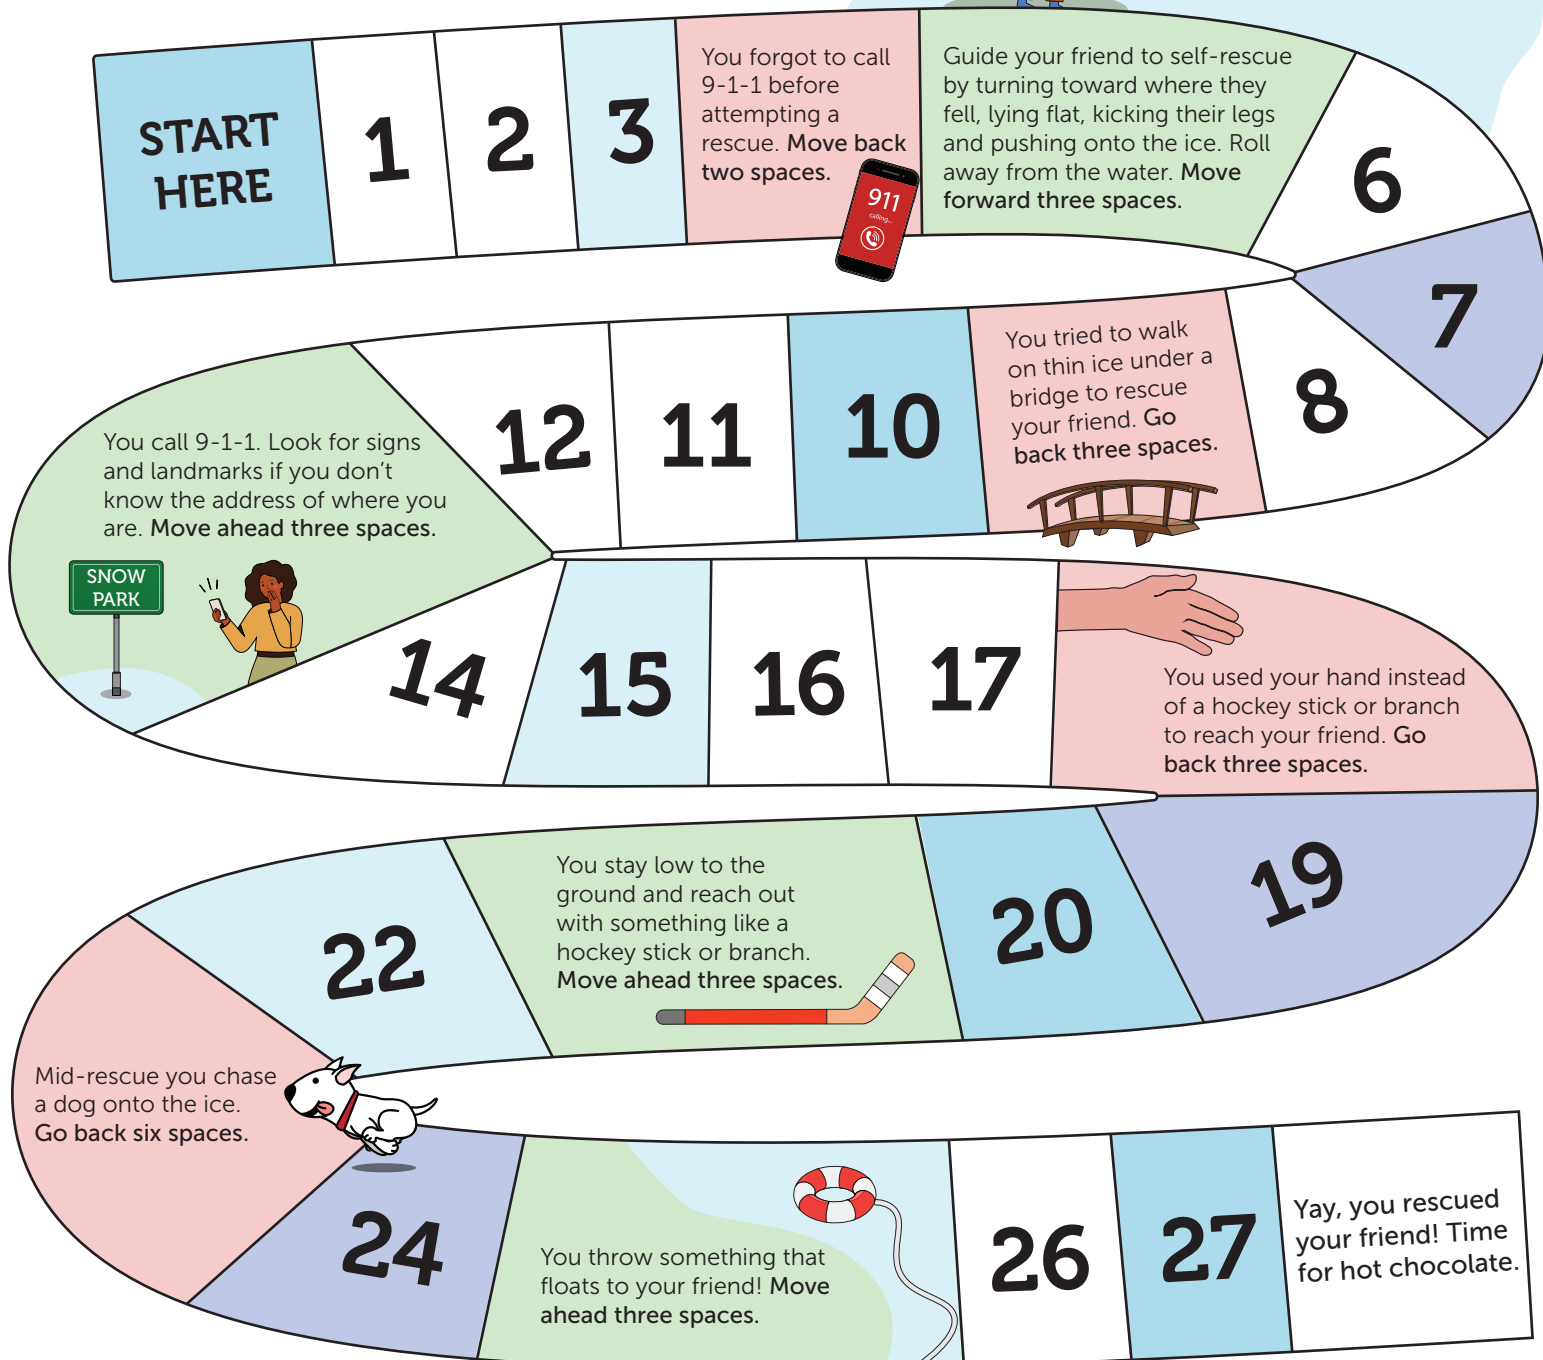 START
HERE
1
2
3
You forgot to call
9-1-1 before
attempting a
rescue. Move back
two spaces.
911
calling...
Guide your friend to self-rescue
by turning toward where they
fell, lying flat, kicking their legs
and pushing onto the ice. Roll
away from the water. Move
forward three spaces.
6
7
8
You tried to walk
on thin ice under a
bridge to rescue
your friend. Go
back three spaces.
10
11
12
You call 9-1-1. Look for signs
and landmarks if you don’t
know the address of where you
are. Move ahead three spaces.
SNOW
PARK
14
15
16
17
You used your hand instead
of a hockey stick or branch
to reach your friend. Go
back three spaces.
19
20
You stay low to the
ground and reach out
with something like a
hockey stick or branch.
Move ahead three spaces.
22
Mid-rescue you chase
a dog onto the ice.
Go back six spaces.
24
You throw something that
floats to your friend! Move
ahead three spaces.
26
27
Yay, you rescued
your friend! Time
for hot chocolate.